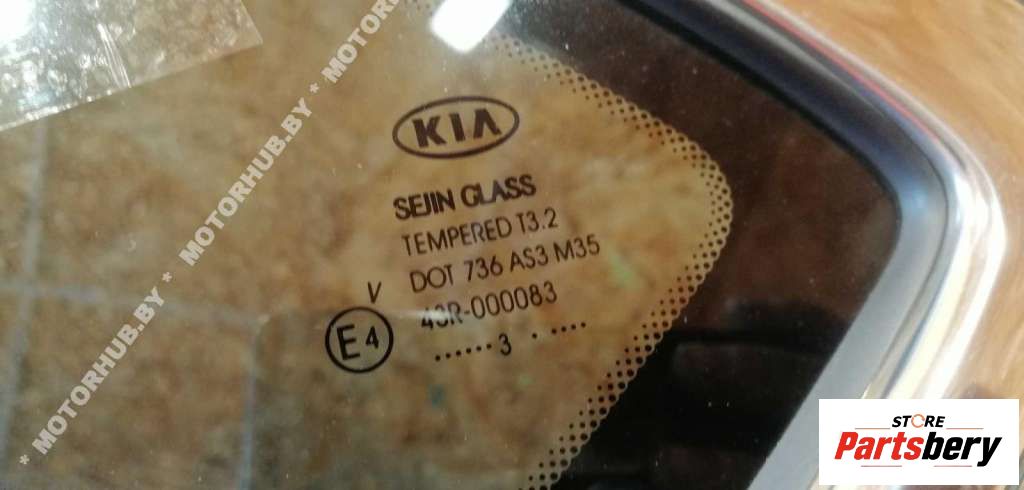 KIA
SEJIN GLASS
TEMPERED T3.2
DOT 736 AS3 M35
V
43R-000083
E4
...... 3 . ....
* MOTORHUB.BY * MOTORHUB.BY * MOTORHUB.BY
STORE
Partsbery